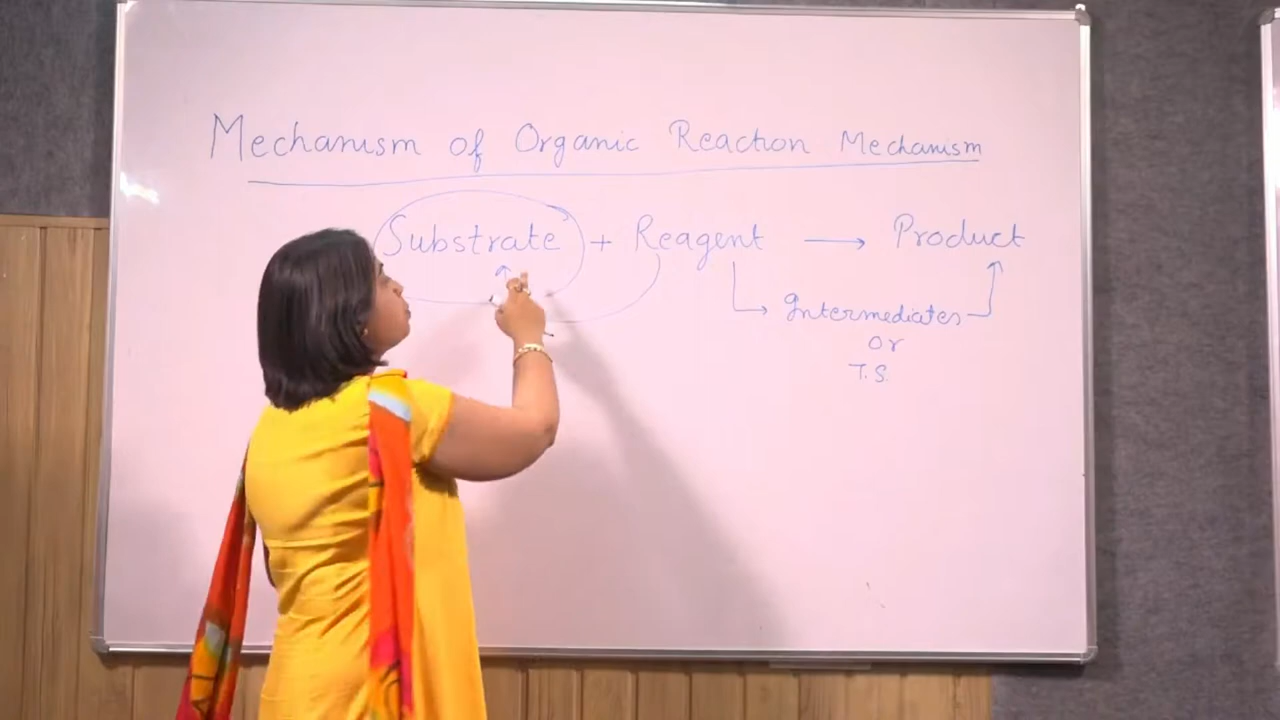 Mechanism of Organic Reaction Mechanism
Substrate + Reagent → Product
Intermediates
Or
T.S.